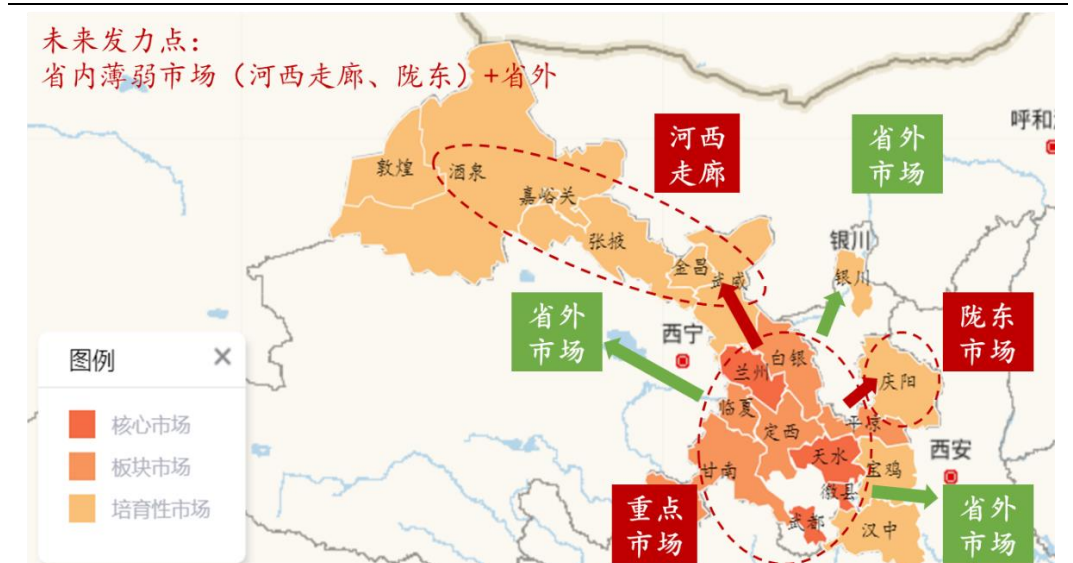 未来发力点:
省内薄弱市场(河西走廊、陇东)+省外
河西
走廊
省外
市场
呼和
敦煌
酒泉
嘉峪关
张掖
金昌
武威
银川
银川
省外
市场
陇东
市场
西宁
白银
兰州
庆阳
临夏
定西
平凉
天水
西安
甘南
宝鸡
徽县
武都
汉中
重点
市场
省外
市场
图例
×
核心市场
板块市场
培育性市场